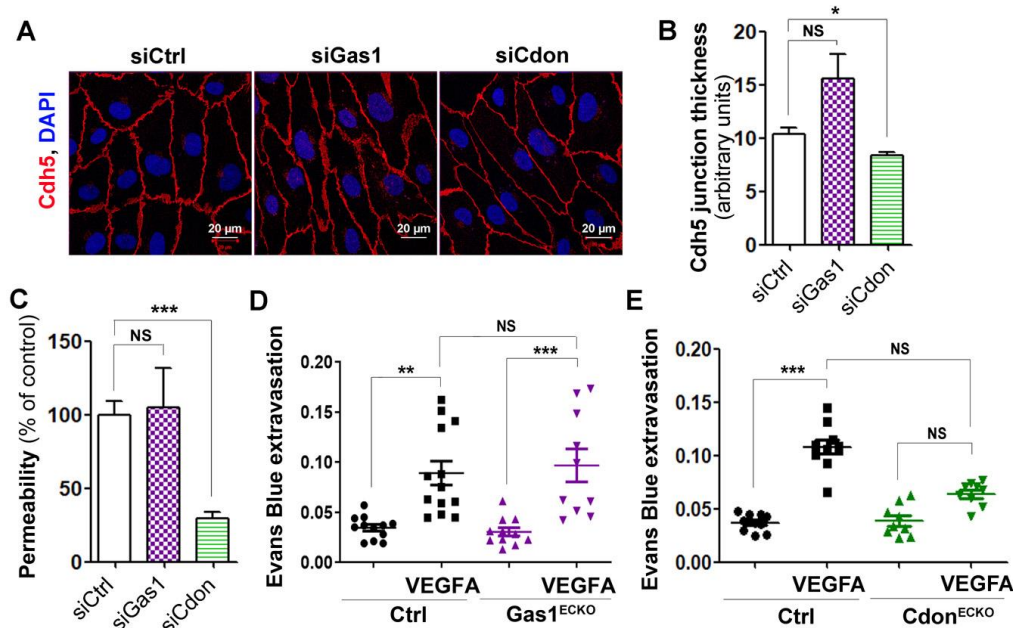 A
siCtrl
siGas1
siCdon
Cdh5, DAPI
20 µm
20 µm
20 µm
B
Cdh5 junction thickness
(arbitrary units)
20
15
10
5
0
NS
*
siCtrl
siGas1
siCdon
C
Permeability (% of control)
150
100
50
0
NS
***
siCtrl
siGas1
siCdon
D
Evans Blue extravasation
0.20
0.15
0.10
0.05
0.00
**
NS
***
VEGFA
VEGFA
Ctrl
Gas1ECKO
E
Evans Blue extravasation
0.20
0.15
0.10
0.05
0.00
***
NS
NS
VEGFA
VEGFA
Ctrl
CdonECKO